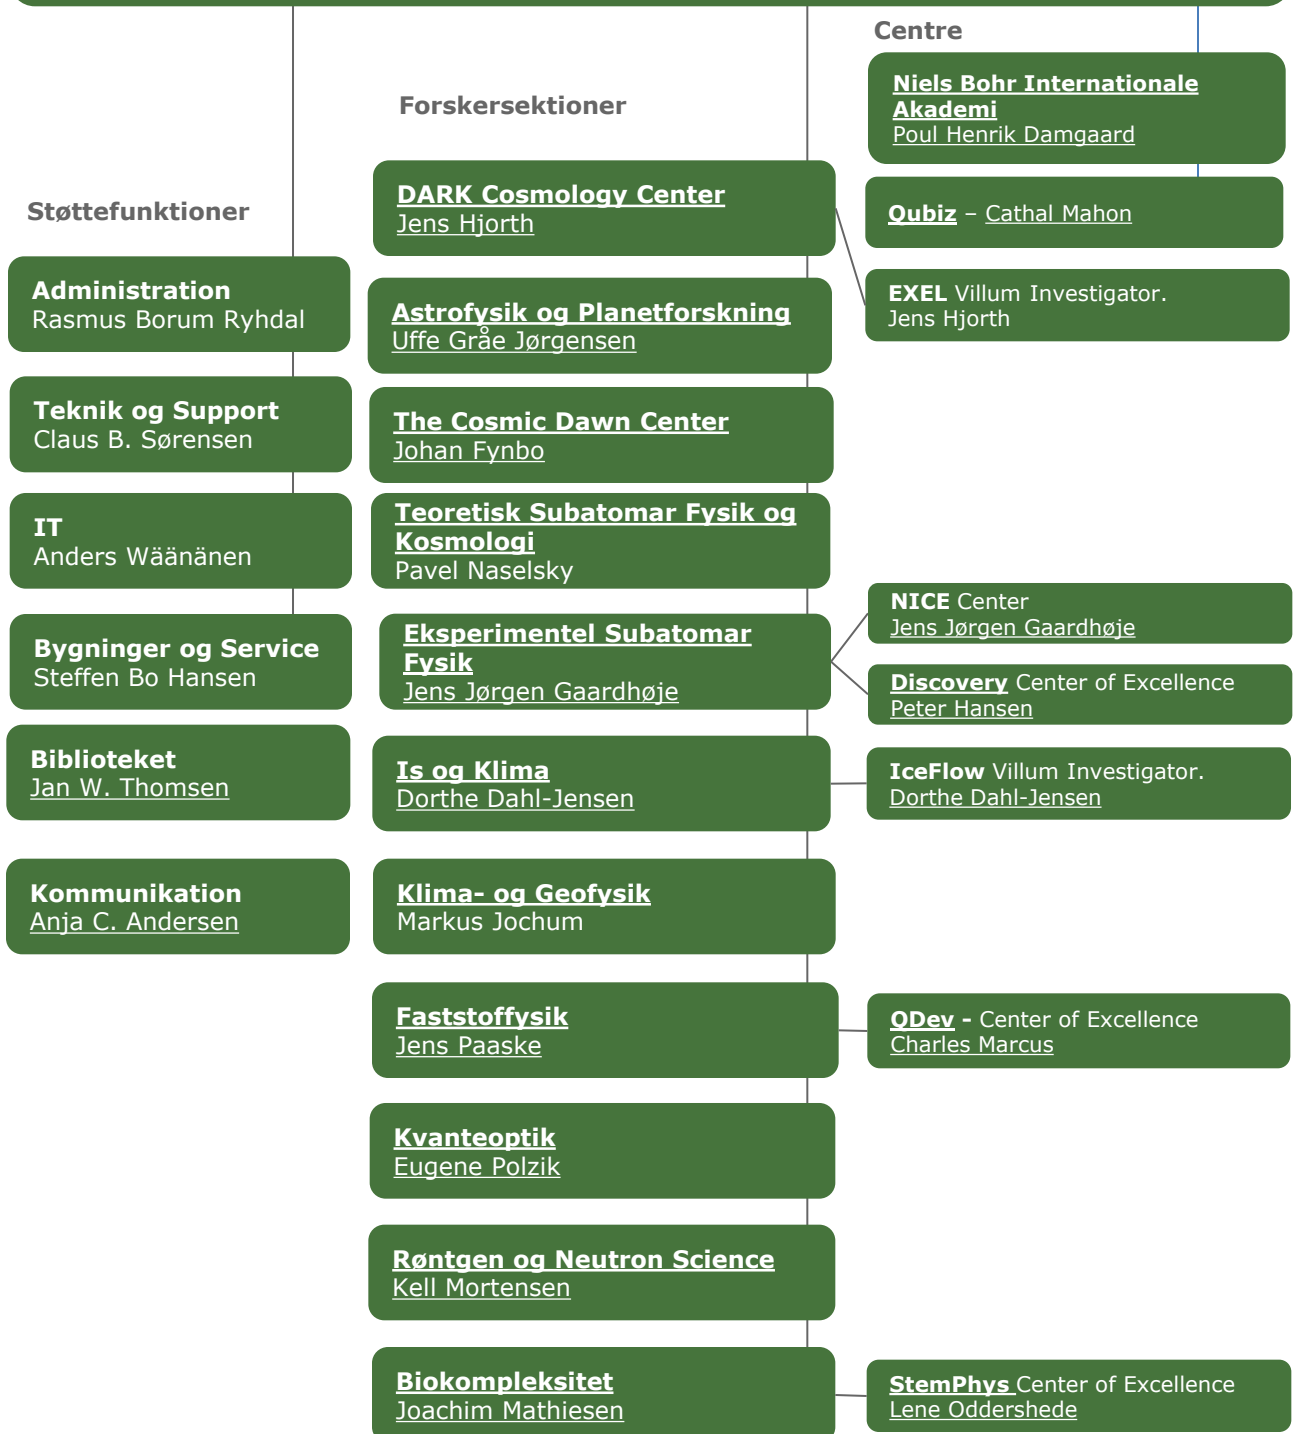 Støttefunktioner
Administration
Rasmus Borum Ryhdal
Teknik og Support
Claus B. Sørensen
IT
Anders Wäänänen
Bygninger og Service
Steffen Bo Hansen
Biblioteket
Jan W. Thomsen
Kommunikation
Anja C. Andersen
Forskersektioner
DARK Cosmology Center
Jens Hjorth
Astrofysik og Planetforskning
Uffe Gråe Jørgensen
The Cosmic Dawn Center
Johan Fynbo
Teoretisk Subatomar Fysik og
Kosmologi
Pavel Naselsky
Eksperimentel Subatomar
Fysik
Jens Jørgen Gaardhøje
Is og Klima
Dorthe Dahl-Jensen
Klima- og Geofysik
Markus Jochum
Faststoffysik
Jens Paaske
Kvanteoptik
Eugene Polzik
Røntgen og Neutron Science
Kell Mortensen
Biokompleksitet
Joachim Mathiesen
Centre
Niels Bohr Internationale
Akademi
Poul Henrik Damgaard
Qubiz – Cathal Mahon
EXEL Villum Investigator.
Jens Hjorth
NICE Center
Jens Jørgen Gaardhøje
Discovery Center of Excellence
Peter Hansen
IceFlow Villum Investigator.
Dorthe Dahl-Jensen
QDev - Center of Excellence
Charles Marcus
StemPhys Center of Excellence
Lene Oddershede